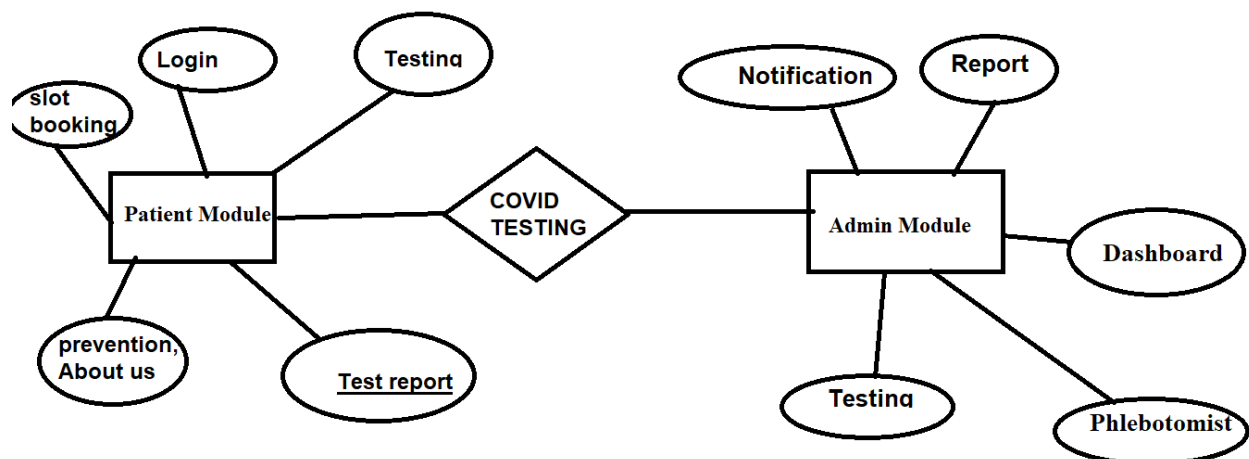 Login
Testing
slot
booking
Patient Module
prevention,
About us
Test report
COVID
TESTING
Notification
Report
Admin Module
Dashboard
Testing
Phlebotomist